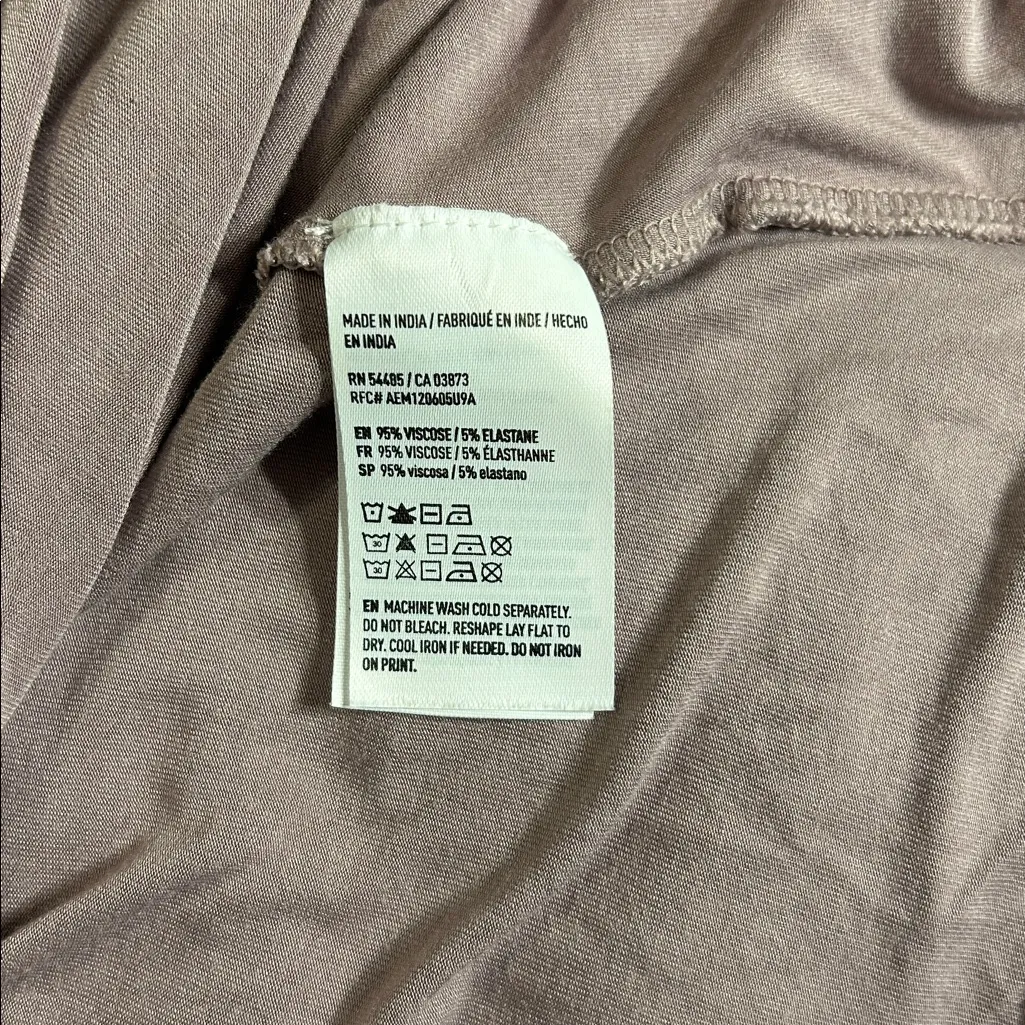 MADE IN INDIA / FABRIQUÉ EN INDE / HECHO
EN INDIA
RN 54485 / CA 03873
RFC# AEM120605U9A
EN 95% VISCOSE / 5% ELASTANE
FR 95% VISCOSE / 5% ÉLASTHANNE
SP 95% viscosa / 5% elastano
30
30
EN MACHINE WASH COLD SEPARATELY.
DO NOT BLEACH. RESHAPE LAY FLAT TO
DRY. COOL IRON IF NEEDED. DO NOT IRON
ON PRINT.